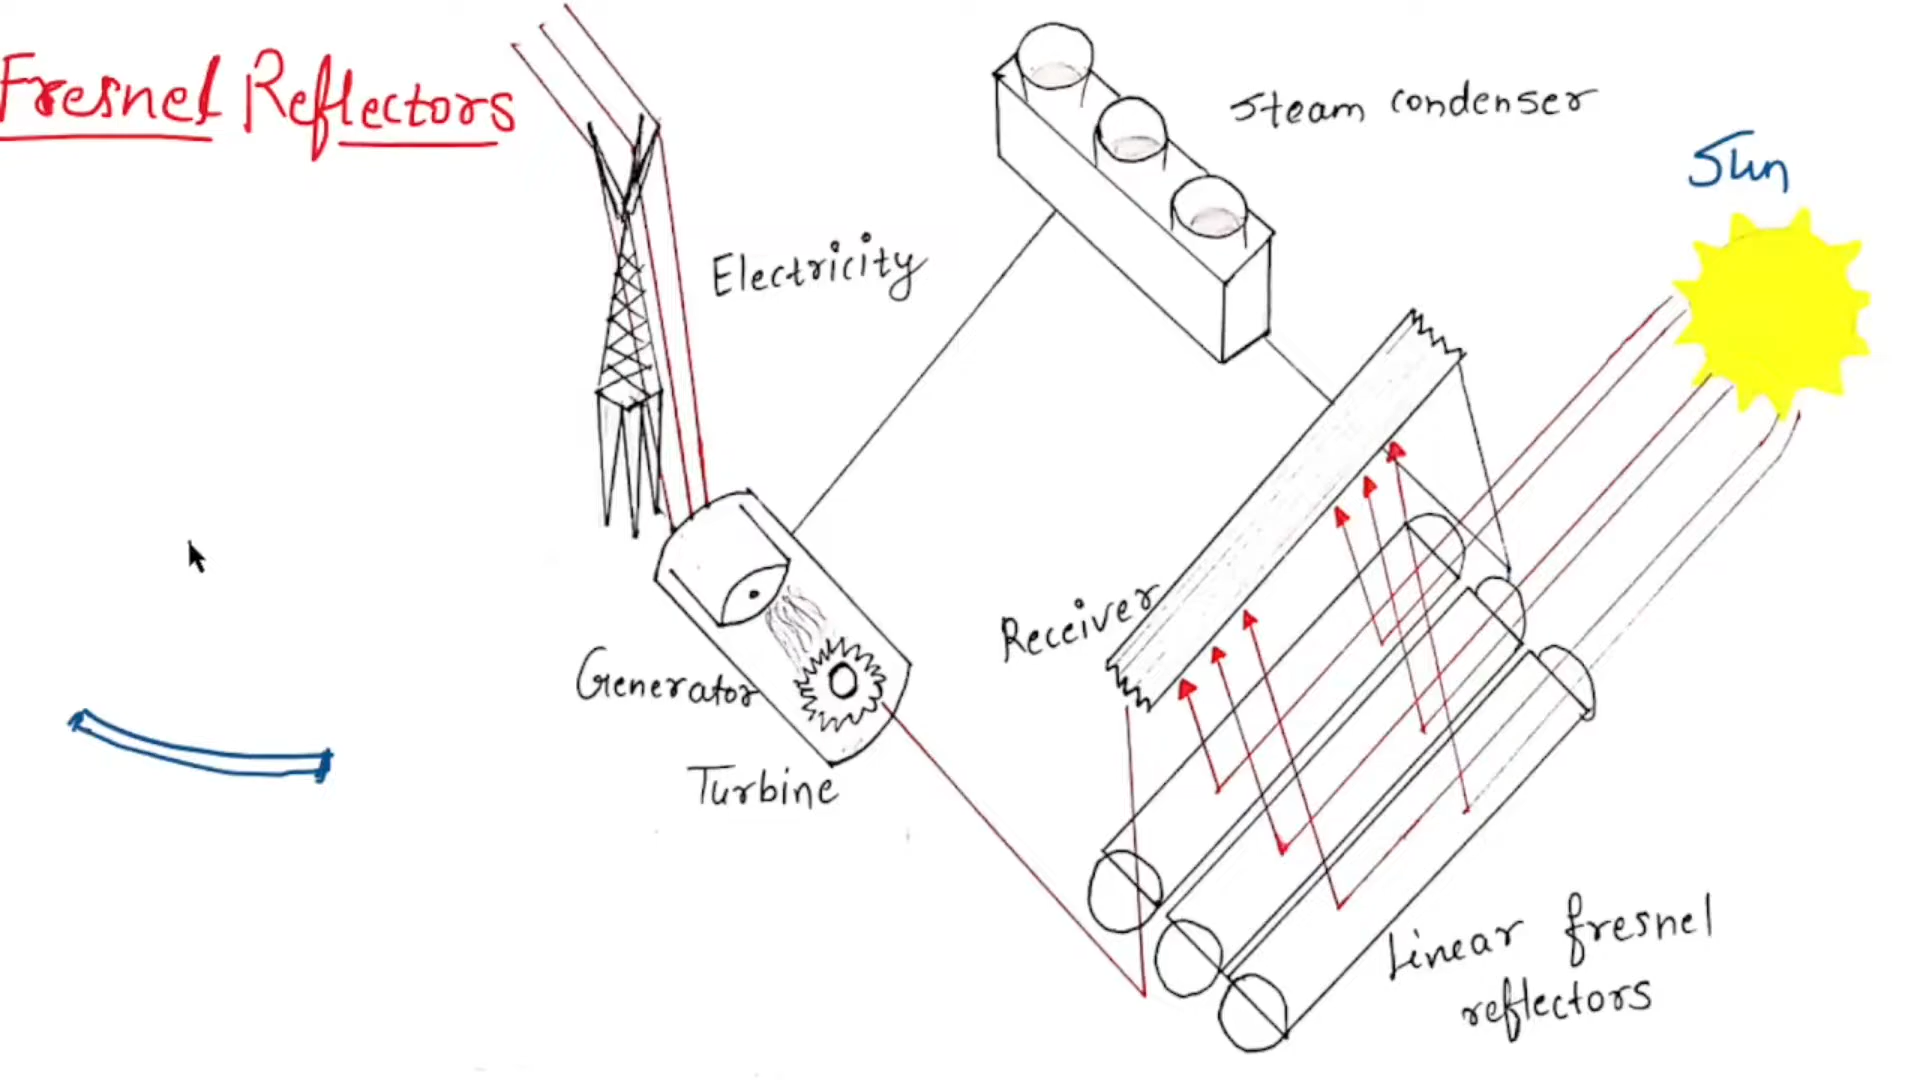 Fresnel Reflectors
Steam condenser
Sun
Electricity
Receiver
Generator
Turbine
Linear fresnel
reflectors